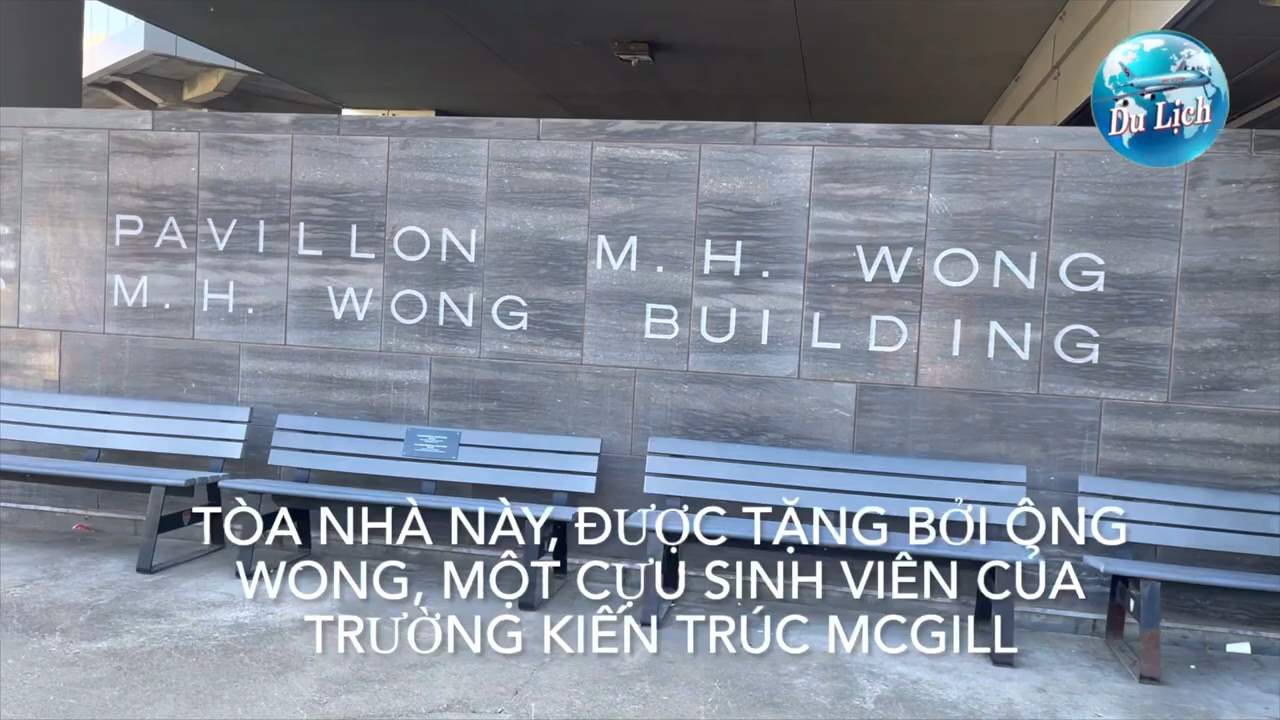 Du Lịch
PAVILLON M. H. WONG
M. H. WONG BUILDING
TÒA NHÀ NÀY, ĐƯỢC TẶNG BỞI ÔNG
WONG, MỘT CỰU SINH VIÊN CỦA
TRƯỜNG KIẾN TRÚC MCGILL